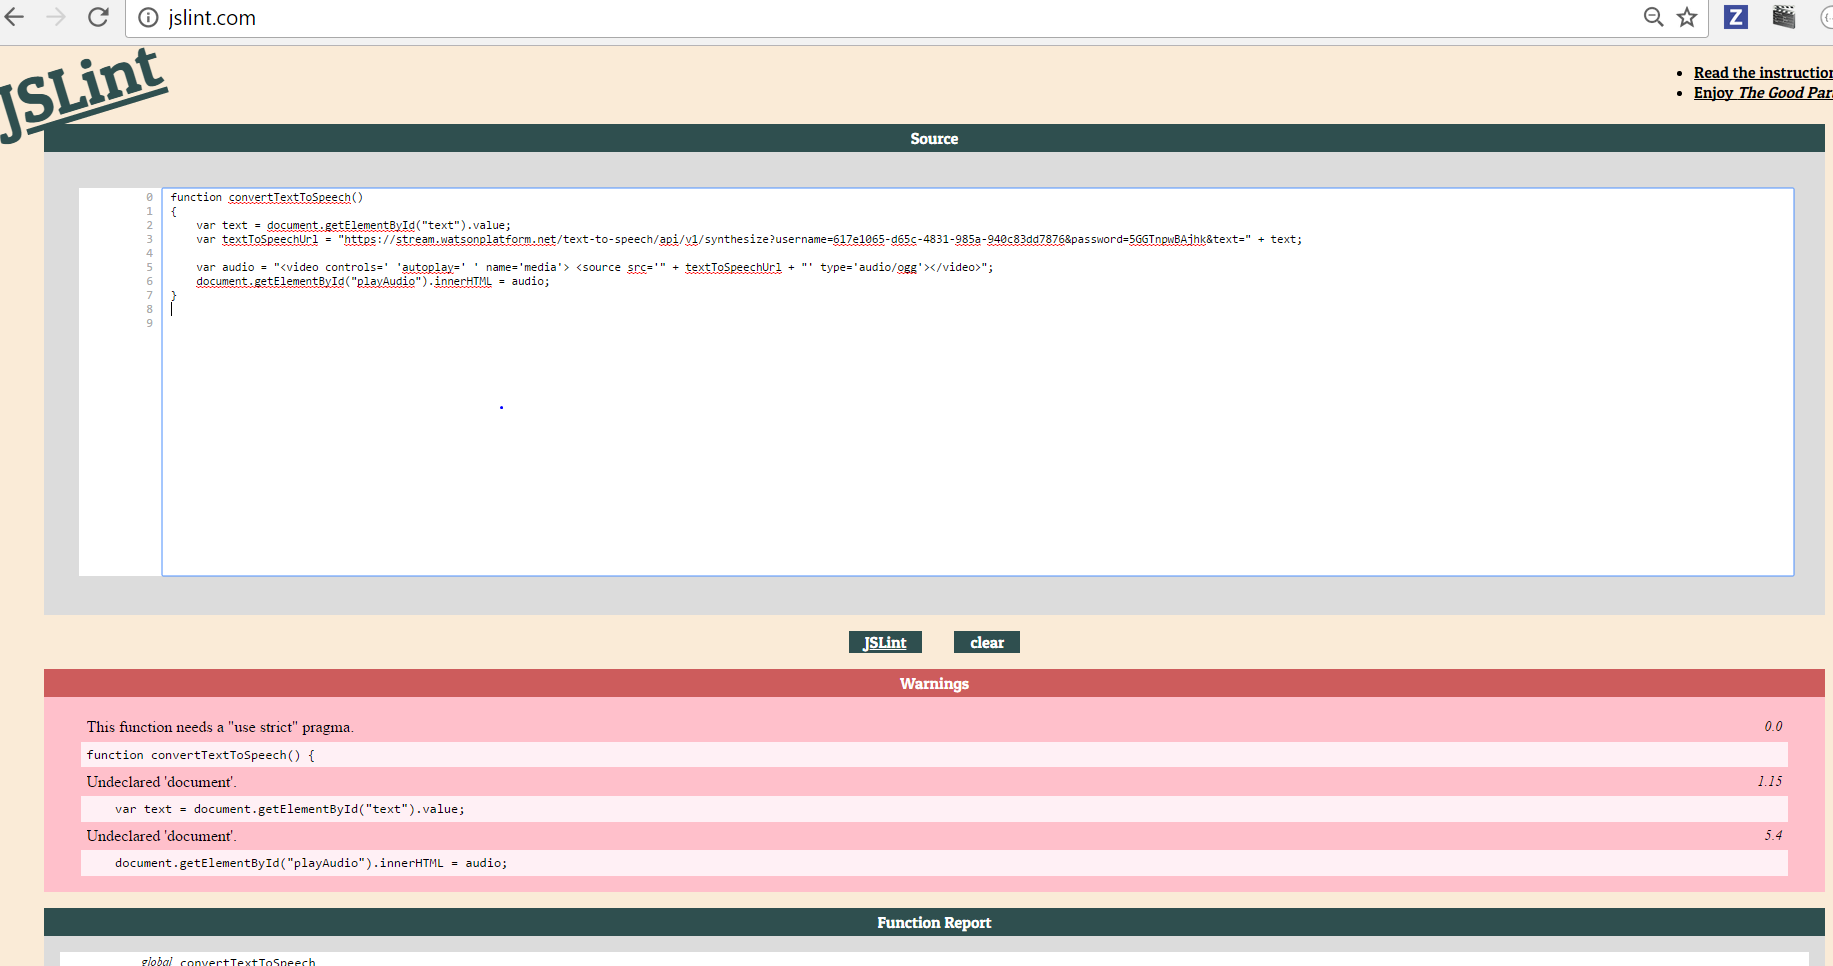 jslint.com
Z
JSLint
Read the instruction
Enjoy The Good Par
Source
0 function convertTextToSpeech()
1 {
2 var text = document.getElementById("text").value;
3 var textToSpeechUrl = "https://stream.watsonplatform.net/text-to-speech/api/v1/synthesize?username=617e1065-d65c-4831-985a-940c83dd7876&password=5GGTnpwBAjhk&text=" + text;
4
5 var audio = "<video controls=' 'autoplay=' ' name='media'> <source src='" + textToSpeechUrl + "' type='audio/ogg'></video>";
6 document.getElementById("playAudio").innerHTML = audio;
7 }
8
9
JSLint clear
Warnings
This function needs a "use strict" pragma. 0.0
function convertTextToSpeech() {
Undeclared 'document'. 1.15
var text = document.getElementById("text").value;
Undeclared 'document'. 5.4
document.getElementById("playAudio").innerHTML = audio;
Function Report
global convertTextToSpeech